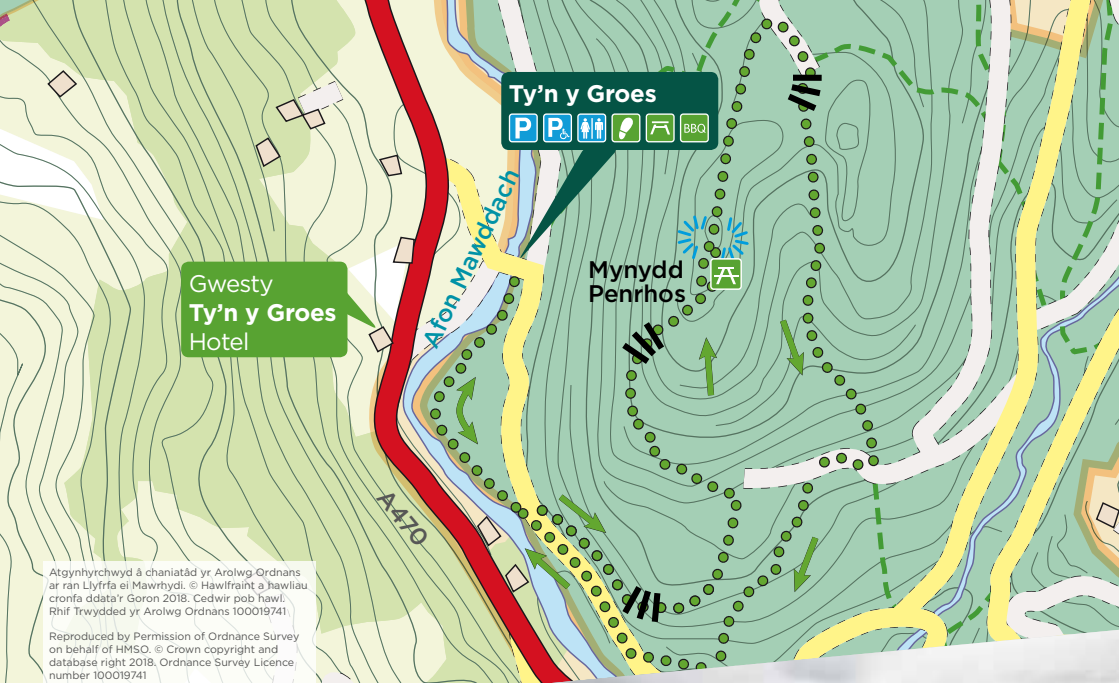 Ty'n y Groes
P P BBQ
Afon Mawddach
Mynydd
Penrhos
Gwesty
Ty'n y Groes
Hotel
A470
Atgynhyrchwyd â chaniatâd yr Arolwg Ordnans
ar ran Llyfrfa ei Mawrhydi. © Hawlfraint a hawliau
cronfa ddata'r Goron 2018. Cedwir pob hawl.
Rhif Trwydded yr Arolwg Ordnans 100019741
Reproduced by Permission of Ordnance Survey
on behalf of HMSO. © Crown copyright and
database right 2018. Ordnance Survey Licence
number 100019741